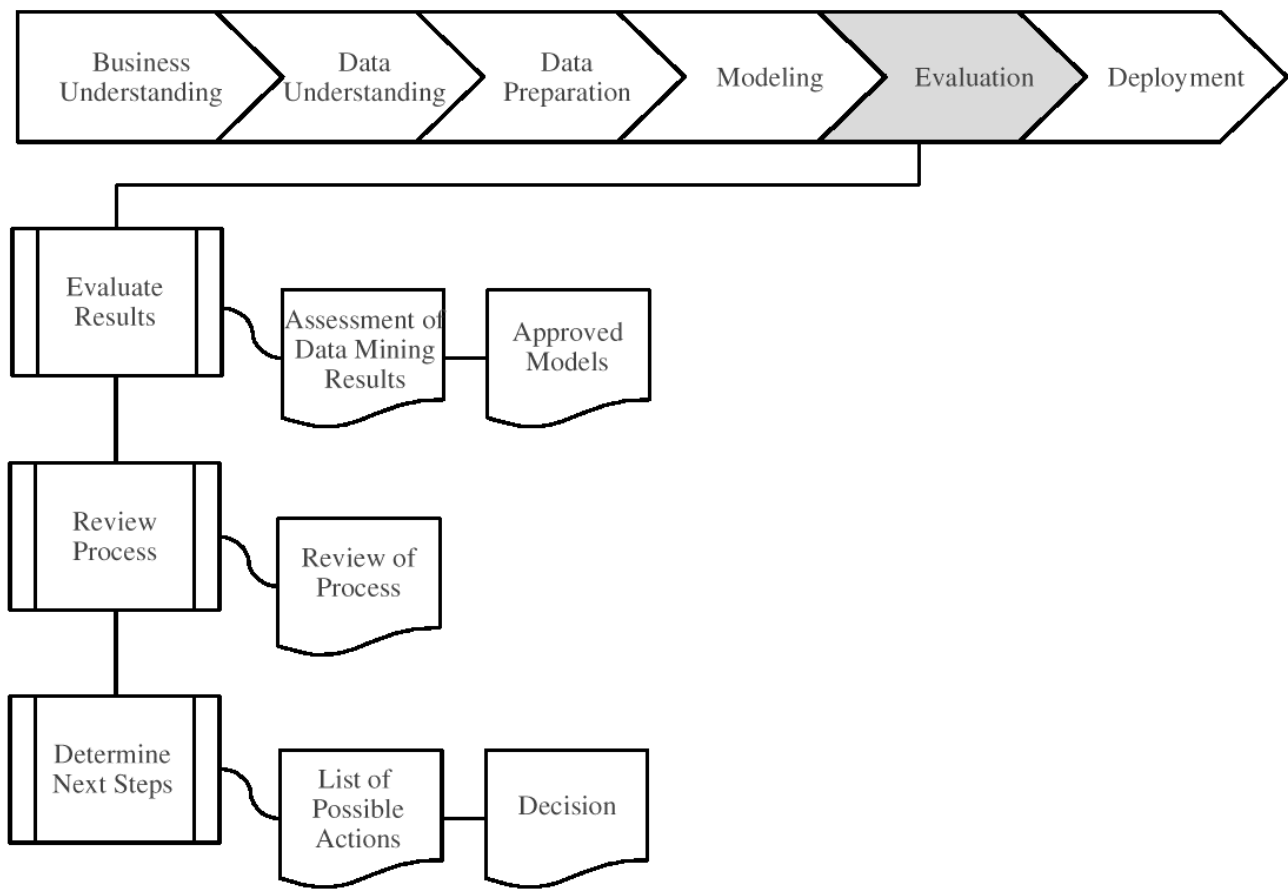 Business
Understanding
Data
Understanding
Data
Preparation
Modeling
Evaluation
Deployment
Evaluate
Results
Assessment of
Data Mining
Results
Approved
Models
Review
Process
Review of
Process
Determine
Next Steps
List of
Possible
Actions
Decision